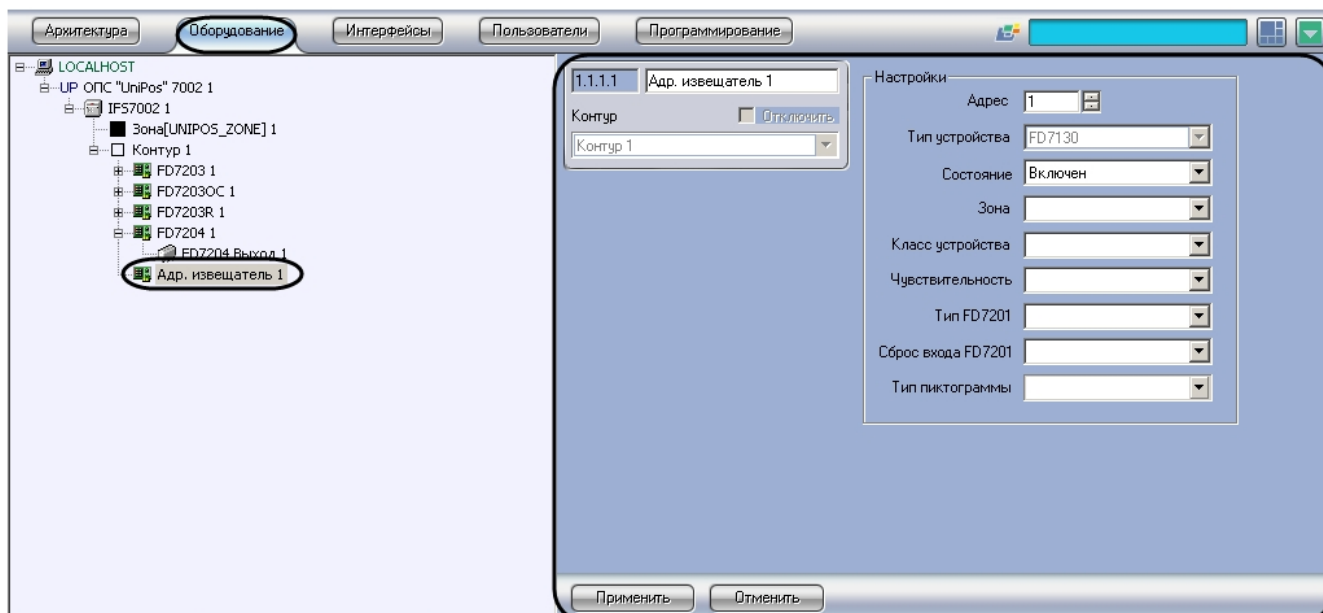 Архитектура Оборудование Интерфейсы Пользователи Программирование
LOCALHOST
UP ОПС "UniPos" 7002 1
IFS7002 1
Зона[UNIPOS_ZONE] 1
Контур 1
FD7203 1
FD7203OC 1
FD7203R 1
FD7204 1
FD7204 Выход 1
Адр. извещатель 1
1.1.1.1 Адр. извещатель 1
Контур Отключить
Контур 1
Настройки
Адрес 1
Тип устройства FD7130
Состояние Включен
Зона
Класс устройства
Чувствительность
Тип FD7201
Сброс входа FD7201
Тип пиктограммы
Применить Отменить